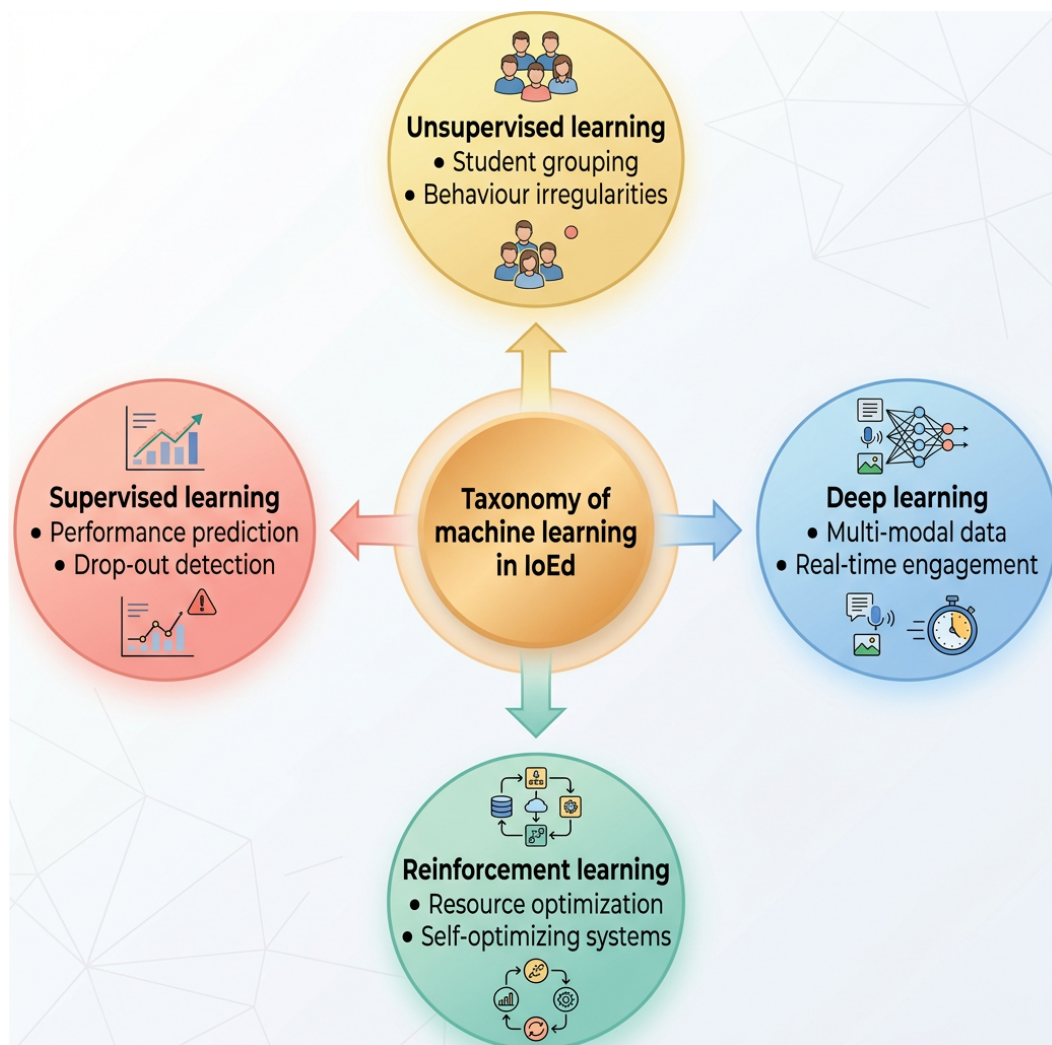 Unsupervised learning
• Student grouping
• Behaviour irregularities
Supervised learning
• Performance prediction
• Drop-out detection
Taxonomy of
machine learning
in IoEd
Deep learning
• Multi-modal data
• Real-time engagement
Reinforcement learning
• Resource optimization
• Self-optimizing systems